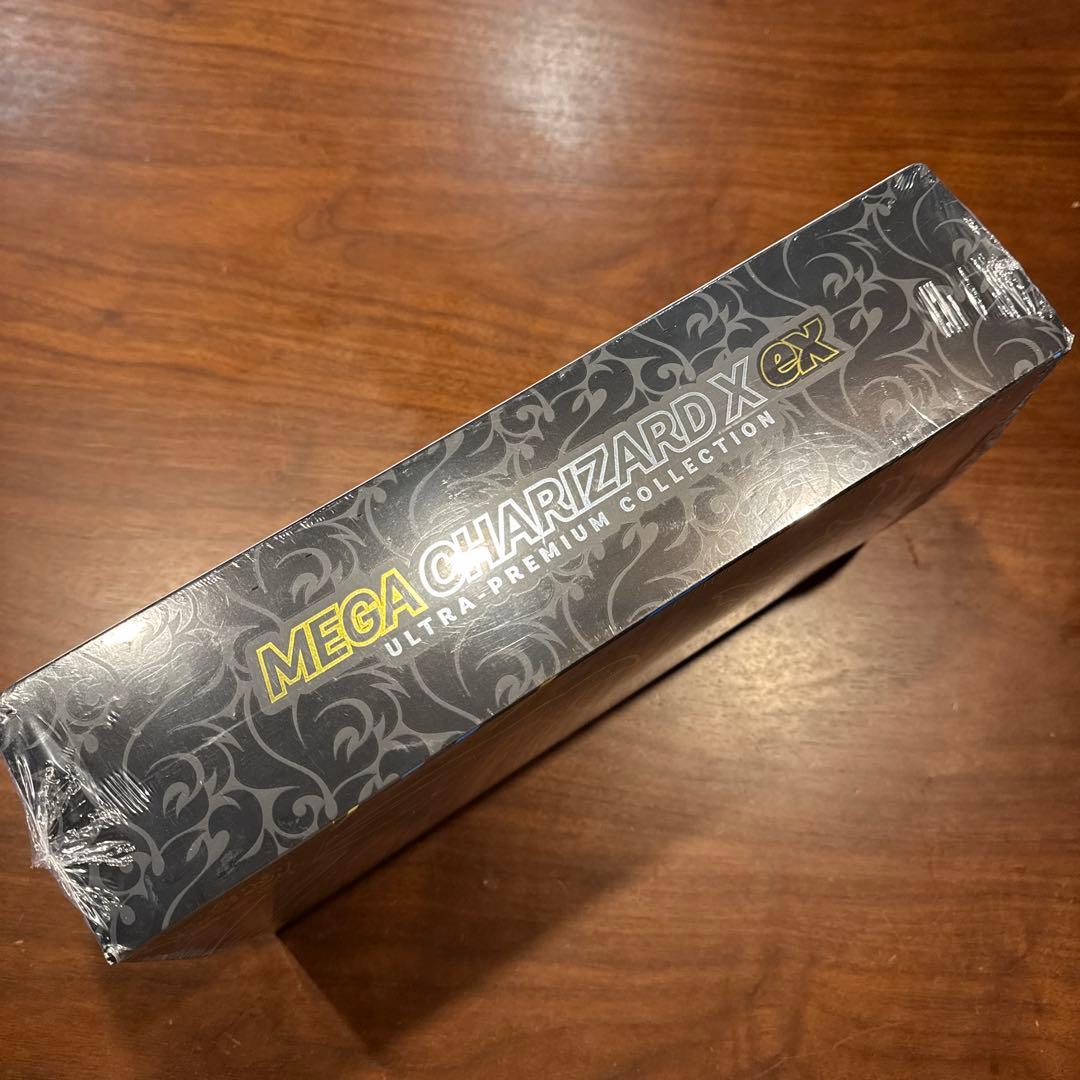 MEGA CHARIZARD X ex
ULTRA-PREMIUM COLLECTION